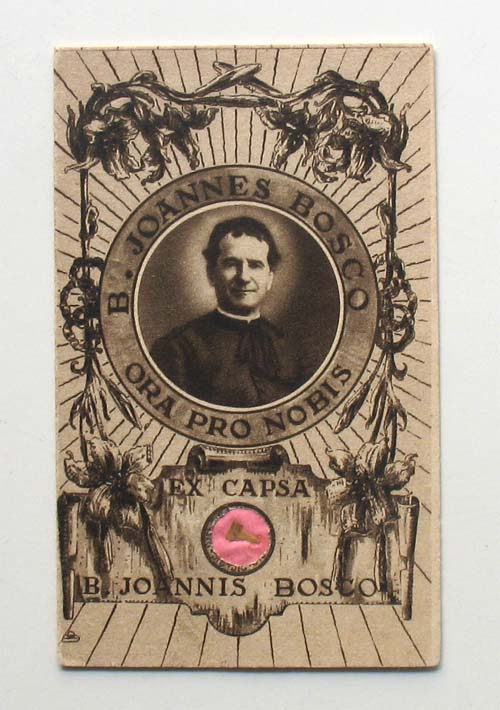 B. JOANNES BOSCO
ORA PRO NOBIS
EX CAPSA
B. JOANNIS BOSCO